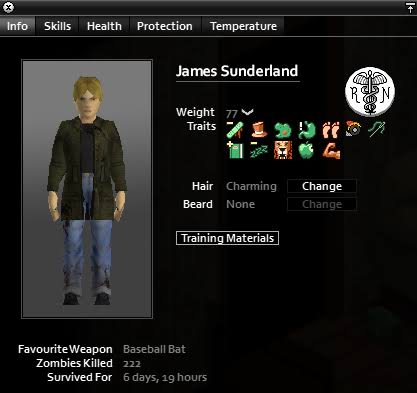 Info Skills Health Protection Temperature
James Sunderland
R N
Weight 77
Traits
Hair Charming Change
Beard None Change
Training Materials
Favourite Weapon Baseball Bat
Zombies Killed 222
Survived For 6 days, 19 hours